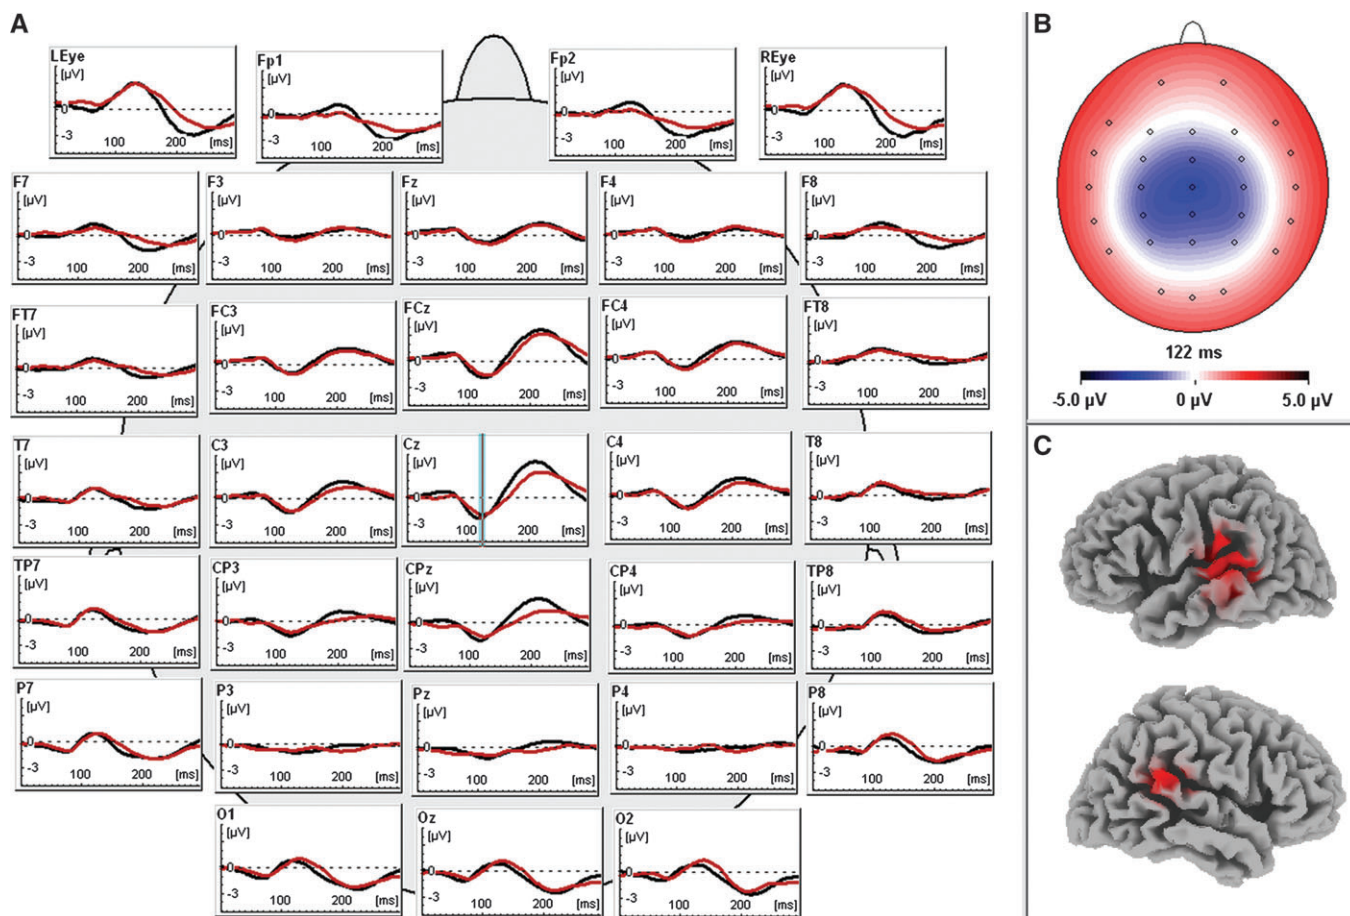 A
LEye
[µV]
0
-3
100
200
[ms]
Fp1
[µV]
0
-3
100
200
[ms]
Fp2
[µV]
0
-3
100
200
[ms]
REye
[µV]
0
-3
100
200
[ms]
F7
[µV]
0
-3
100
200
[ms]
F3
[µV]
0
-3
100
200
[ms]
Fz
[µV]
0
-3
100
200
[ms]
F4
[µV]
0
-3
100
200
[ms]
F8
[µV]
0
-3
100
200
[ms]
FT7
[µV]
0
-3
100
200
[ms]
FC3
[µV]
0
-3
100
200
[ms]
FCz
[µV]
0
-3
100
200
[ms]
FC4
[µV]
0
-3
100
200
[ms]
FT8
[µV]
0
-3
100
200
[ms]
T7
[µV]
0
-3
100
200
[ms]
C3
[µV]
0
-3
100
200
[ms]
Cz
[µV]
0
-3
100
200
[ms]
C4
[µV]
0
-3
100
200
[ms]
T8
[µV]
0
-3
100
200
[ms]
TP7
[µV]
0
-3
100
200
[ms]
CP3
[µV]
0
-3
100
200
[ms]
CPz
[µV]
0
-3
100
200
[ms]
CP4
[µV]
0
-3
100
200
[ms]
TP8
[µV]
0
-3
100
200
[ms]
P7
[µV]
0
-3
100
200
[ms]
P3
[µV]
0
-3
100
200
[ms]
Pz
[µV]
0
-3
100
200
[ms]
P4
[µV]
0
-3
100
200
[ms]
P8
[µV]
0
-3
100
200
[ms]
O1
[µV]
0
-3
100
200
[ms]
Oz
[µV]
0
-3
100
200
[ms]
O2
[µV]
0
-3
100
200
[ms]
B
122 ms
-5.0 µV 0 µV 5.0 µV
C